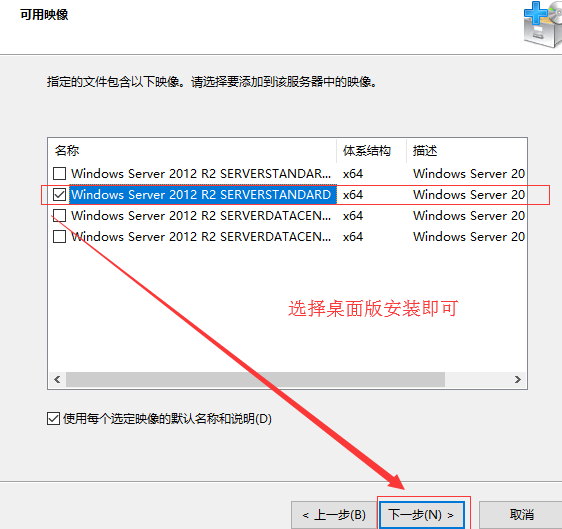 可用映像
指定的文件包含以下映像。请选择要添加到该服务器中的映像。
名称 体系结构 描述
Windows Server 2012 R2 SERVERSTANDAR... x64 Windows Server 20
Windows Server 2012 R2 SERVERSTANDARD x64 Windows Server 20
Windows Server 2012 R2 SERVERDATACEN... x64 Windows Server 20
Windows Server 2012 R2 SERVERDATACEN... x64 Windows Server 20
选择桌面版安装即可
使用每个选定映像的默认名称和说明(D)
< 上一步(B) 下一步(N) > 取消